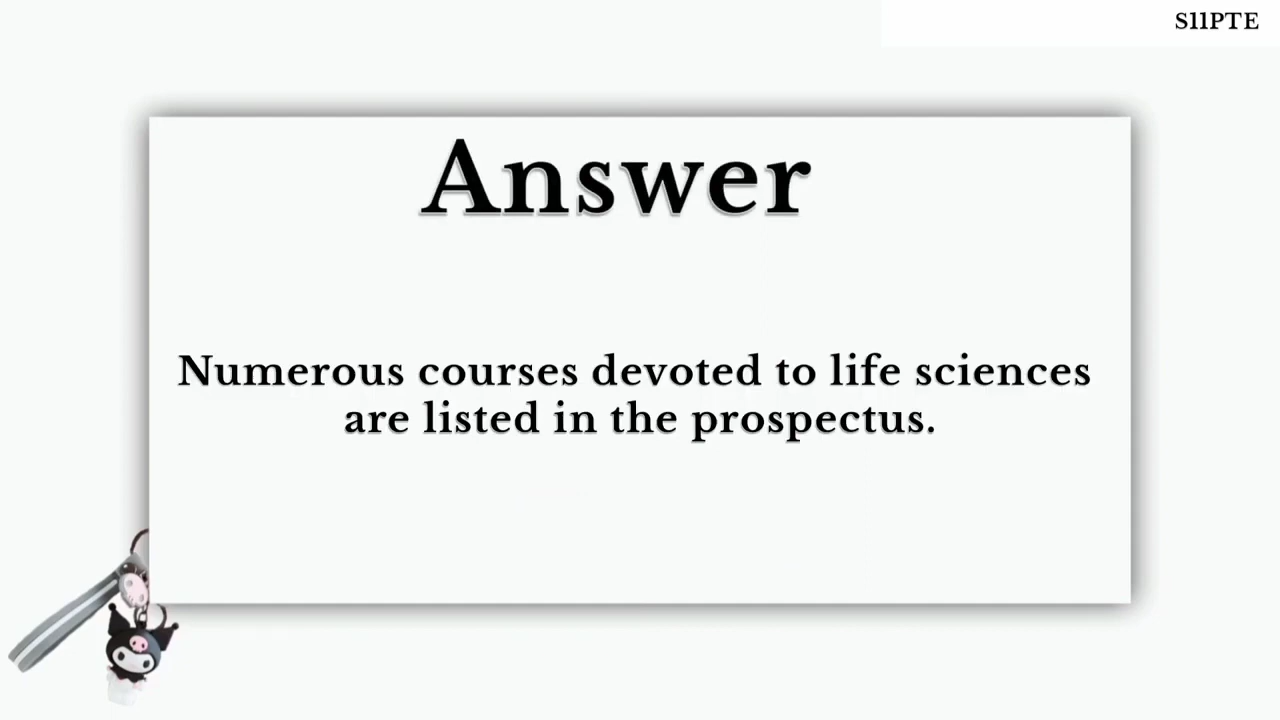 S11PTE
Answer
Numerous courses devoted to life sciences
are listed in the prospectus.